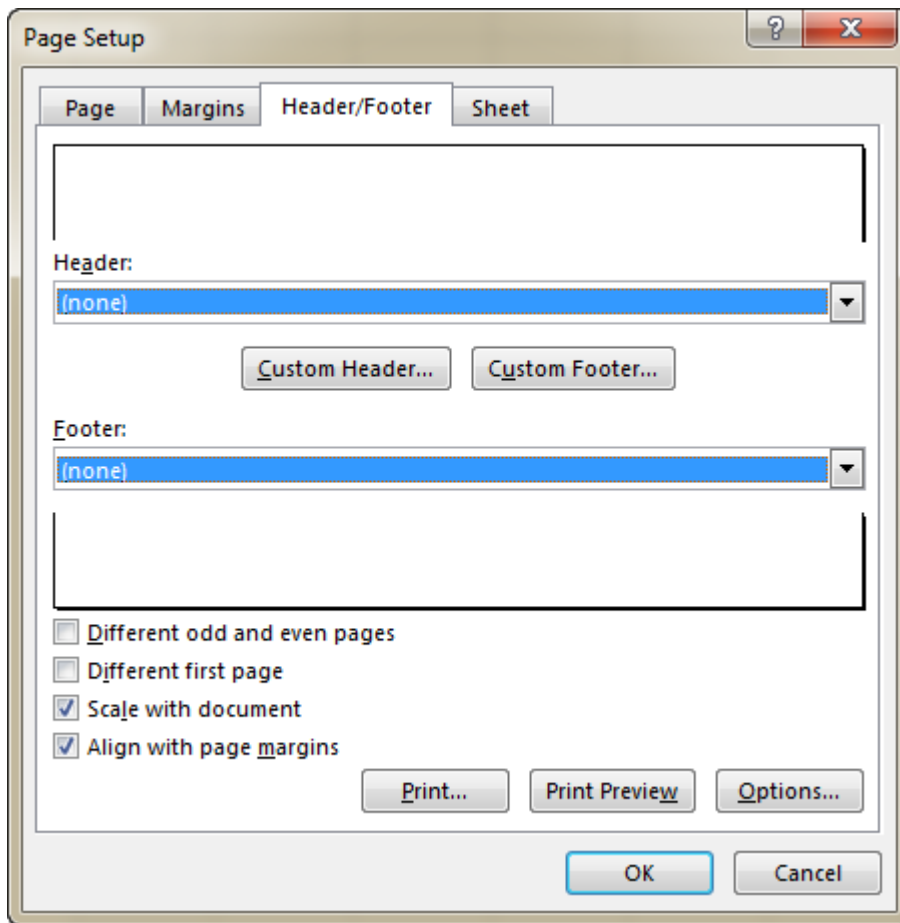 Page Setup
Page Margins Header/Footer Sheet
Header:
(none)
Custom Header... Custom Footer...
Footer:
(none)
Different odd and even pages
Different first page
Scale with document
Align with page margins
Print... Print Preview Options...
OK Cancel